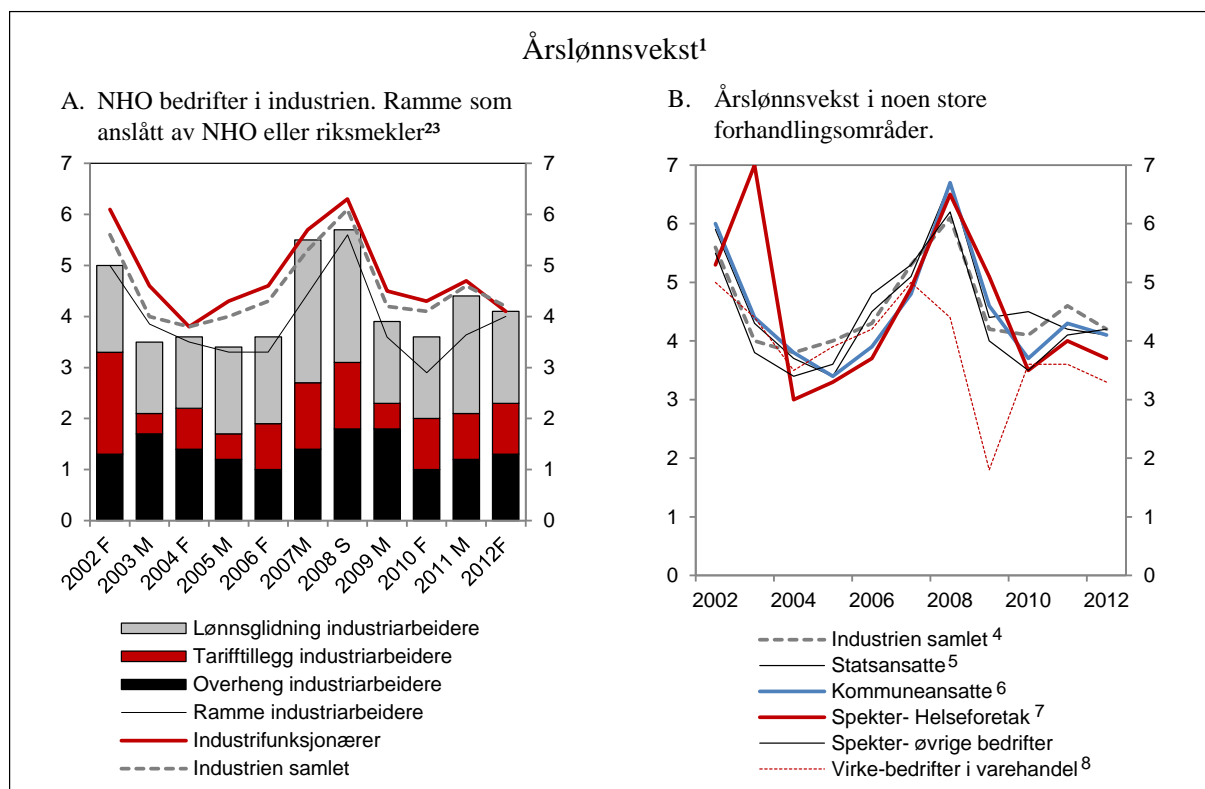 Årslønnsvekst¹
A. NHO bedrifter i industrien. Ramme som
anslått av NHO eller riksmekler²³
7
6
5
4
3
2
1
0
7
6
5
4
3
2
1
0
2002 F
2003 M
2004 F
2005 M
2006 F
2007M
2008 S
2009 M
2010 F
2011 M
2012F
Lønnsglidning industriarbeidere
Tarifftillegg industriarbeidere
Overheng industriarbeidere
Ramme industriarbeidere
Industrifunksjonærer
Industrien samlet
B. Årslønnsvekst i noen store
forhandlingsområder.
7
6
5
4
3
2
1
0
7
6
5
4
3
2
1
0
2002 2004 2006 2008 2010 2012
Industrien samlet ⁴
Statsansatte ⁵
Kommuneansatte ⁶
Spekter- Helseforetak ⁷
Spekter- øvrige bedrifter
Virke-bedrifter i varehandel ⁸